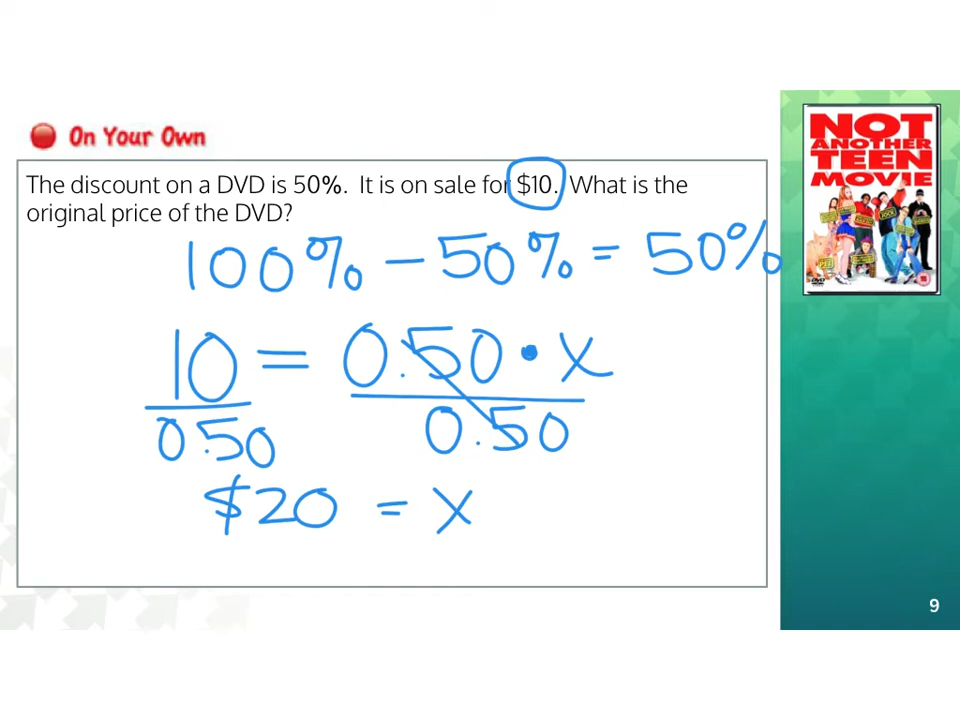 On Your Own
The discount on a DVD is 50%. It is on sale for $10. What is the
original price of the DVD?
100% - 50% = 50%
10 = 0.50 • x
0.50 0.50
$20 = x
NOT
ANOTHER
TEEN
MOVIE
DVD
15
9